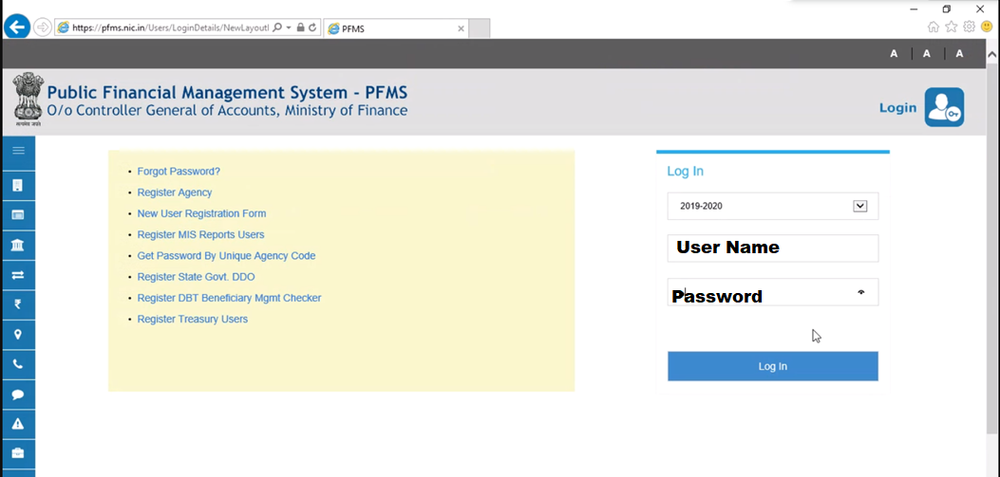 https://pfms.nic.in/Users/LoginDetails/NewLayoutl
PFMS
A | A | A
Public Financial Management System - PFMS
O/o Controller General of Accounts, Ministry of Finance
Login
• Forgot Password?
• Register Agency
• New User Registration Form
• Register MIS Reports Users
• Get Password By Unique Agency Code
• Register State Govt. DDO
• Register DBT Beneficiary Mgmt Checker
• Register Treasury Users
Log In
2019-2020
User Name
Password
Log In
₹